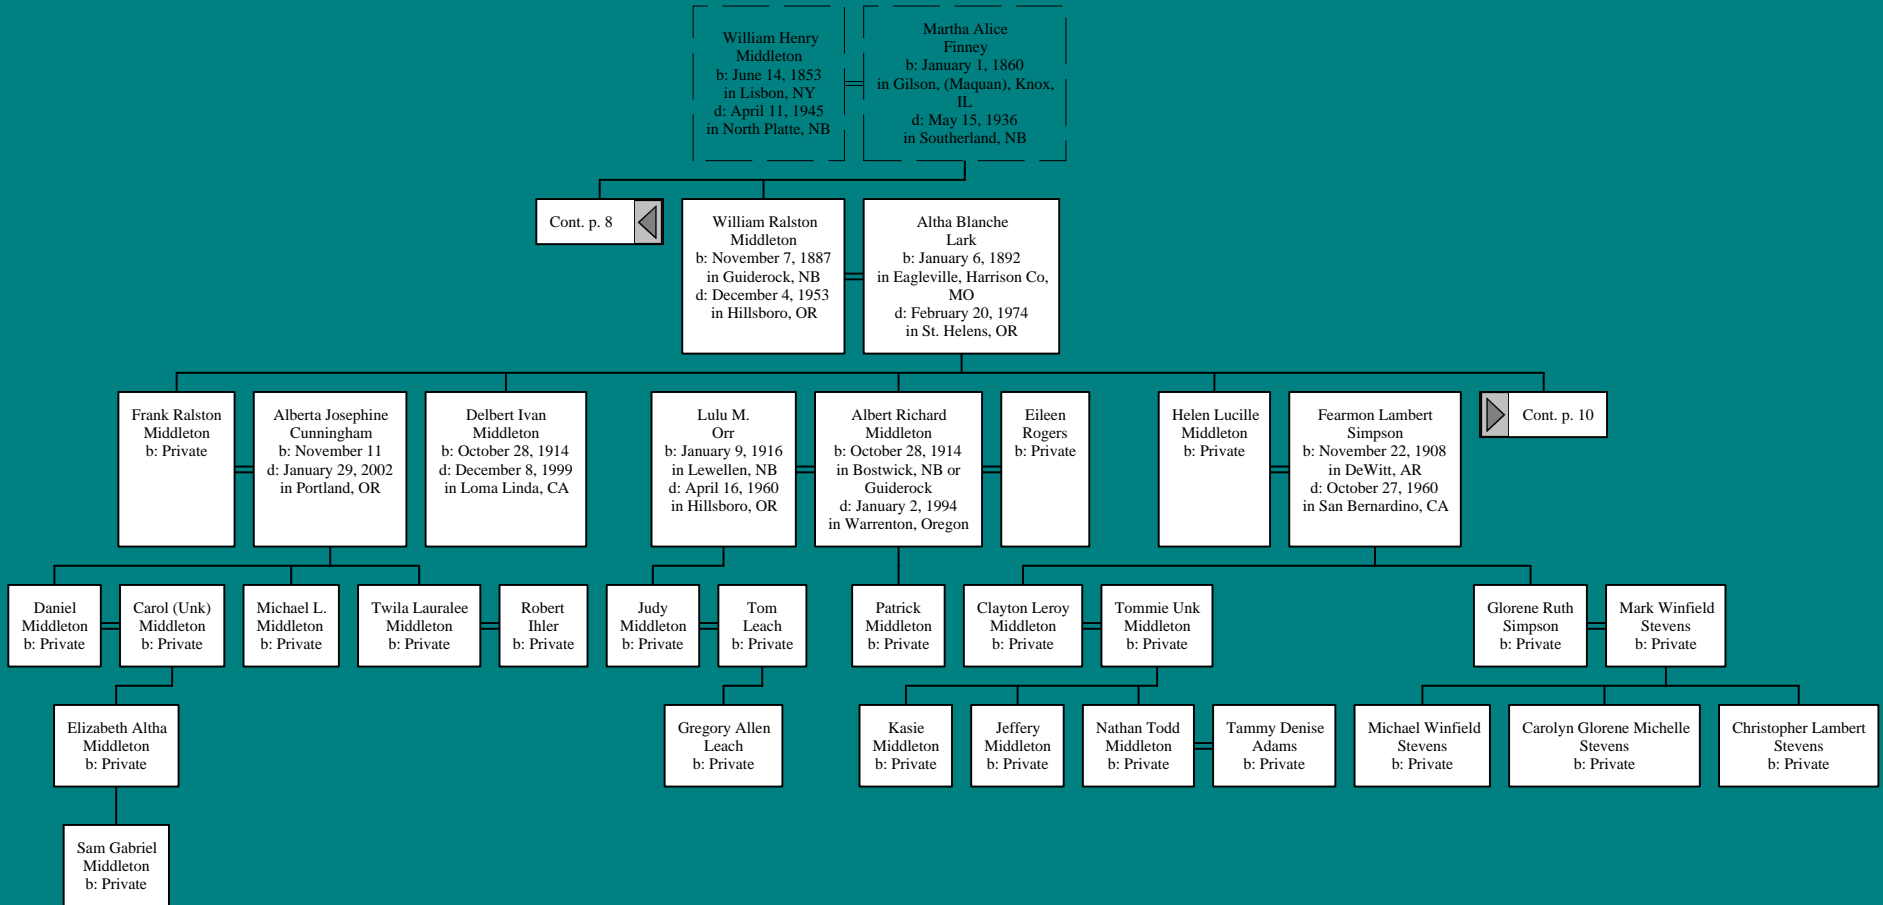 William Henry
Middleton
b: June 14, 1853
in Lisbon, NY
d: April 11, 1945
in North Platte, NB
Martha Alice
Finney
b: January 1, 1860
in Gilson, (Maquan), Knox,
IL
d: May 15, 1936
in Southerland, NB
Cont. p. 8
William Ralston
Middleton
b: November 7, 1887
in Guiderock, NB
d: December 4, 1953
in Hillsboro, OR
Altha Blanche
Lark
b: January 6, 1892
in Eagleville, Harrison Co,
MO
d: February 20, 1974
in St. Helens, OR
Frank Ralston
Middleton
b: Private
Alberta Josephine
Cunningham
b: November 11
d: January 29, 2002
in Portland, OR
Delbert Ivan
Middleton
b: October 28, 1914
d: December 8, 1999
in Loma Linda, CA
Lulu M.
Orr
b: January 9, 1916
in Lewellen, NB
d: April 16, 1960
in Hillsboro, OR
Albert Richard
Middleton
b: October 28, 1914
in Bostwick, NB or
Guiderock
d: January 2, 1994
in Warrenton, Oregon
Eileen
Rogers
b: Private
Helen Lucille
Middleton
b: Private
Fearmon Lambert
Simpson
b: November 22, 1908
in DeWitt, AR
d: October 27, 1960
in San Bernardino, CA
Cont. p. 10
Daniel
Middleton
b: Private
Carol (Unk)
Middleton
b: Private
Michael L.
Middleton
b: Private
Twila Lauralee
Middleton
b: Private
Robert
Ihler
b: Private
Judy
Middleton
b: Private
Tom
Leach
b: Private
Patrick
Middleton
b: Private
Clayton Leroy
Middleton
b: Private
Tommie Unk
Middleton
b: Private
Glorene Ruth
Simpson
b: Private
Mark Winfield
Stevens
b: Private
Elizabeth Altha
Middleton
b: Private
Gregory Allen
Leach
b: Private
Kasie
Middleton
b: Private
Jeffery
Middleton
b: Private
Nathan Todd
Middleton
b: Private
Tammy Denise
Adams
b: Private
Michael Winfield
Stevens
b: Private
Carolyn Glorene Michelle
Stevens
b: Private
Christopher Lambert
Stevens
b: Private
Sam Gabriel
Middleton
b: Private